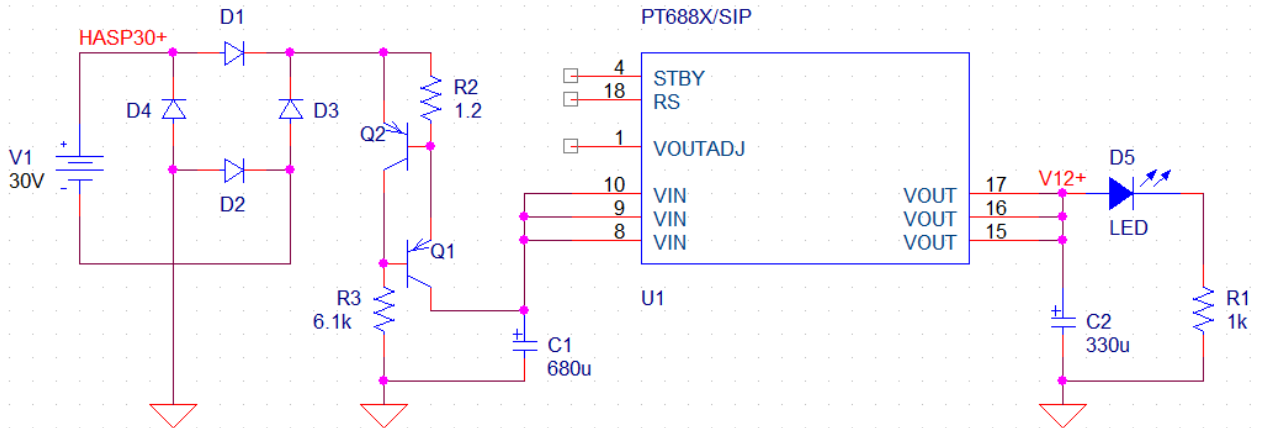 D1
PT688X/SIP
HASP30+
4
STBY
18
RS
R2
1.2
D4
D3
Q2
1
VOUTADJ
V1
30V
+
-
D2
D5
V12+
LED
10
VIN
VOUT
17
9
VIN
VOUT
16
8
VIN
VOUT
15
Q1
R3
6.1k
U1
R1
1k
+
C1
680u
+
C2
330u